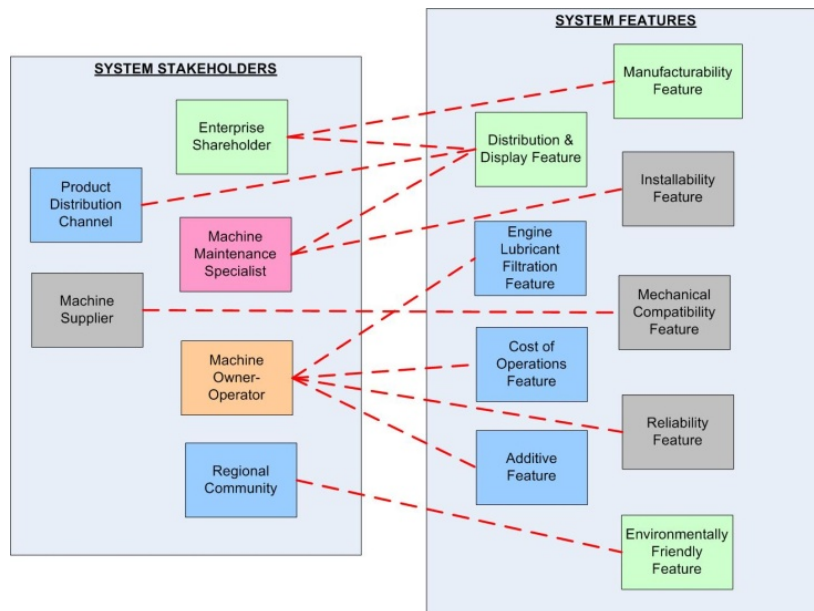 SYSTEM STAKEHOLDERS
Enterprise
Shareholder
Product
Distribution
Channel
Machine
Maintenance
Specialist
Machine
Supplier
Machine
Owner-
Operator
Regional
Community
SYSTEM FEATURES
Manufacturability
Feature
Distribution &
Display Feature
Installability
Feature
Engine
Lubricant
Filtration
Feature
Mechanical
Compatibility
Feature
Cost of
Operations
Feature
Reliability
Feature
Additive
Feature
Environmentally
Friendly
Feature